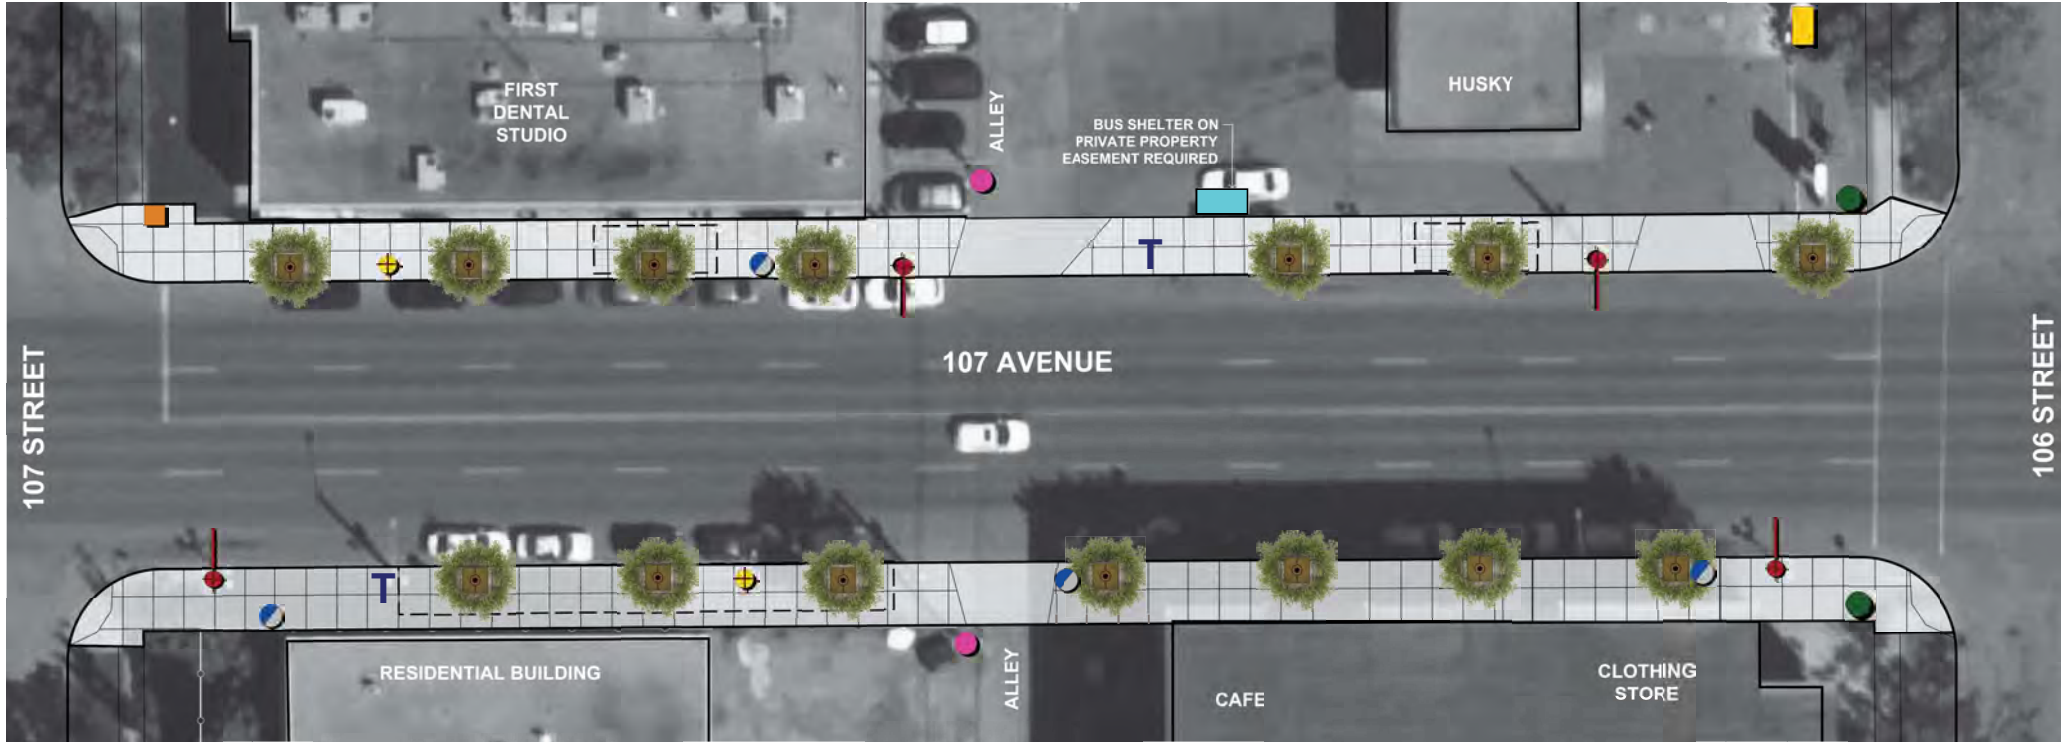 FIRST
DENTAL
STUDIO
ALLEY
HUSKY
BUS SHELTER ON
PRIVATE PROPERTY
EASEMENT REQUIRED
T
107 AVENUE
107 STREET
106 STREET
T
RESIDENTIAL BUILDING
ALLEY
CAFE
CLOTHING
STORE